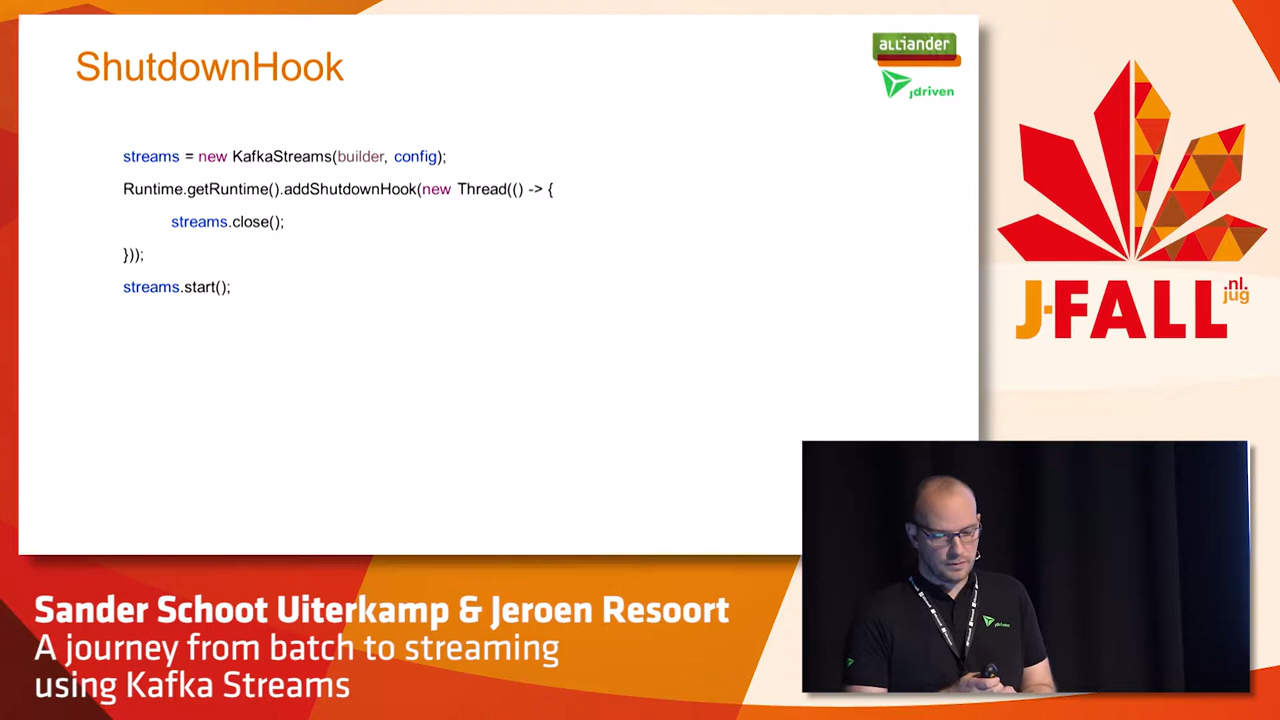 ShutdownHook
alliander
jdriven
streams = new KafkaStreams(builder, config);
Runtime.getRuntime().addShutdownHook(new Thread(() -> {
streams.close();
}));
streams.start();
J-FALL
.nl.
jug
jdriven
Sander Schoot Uiterkamp & Jeroen Resoort
A journey from batch to streaming
using Kafka Streams